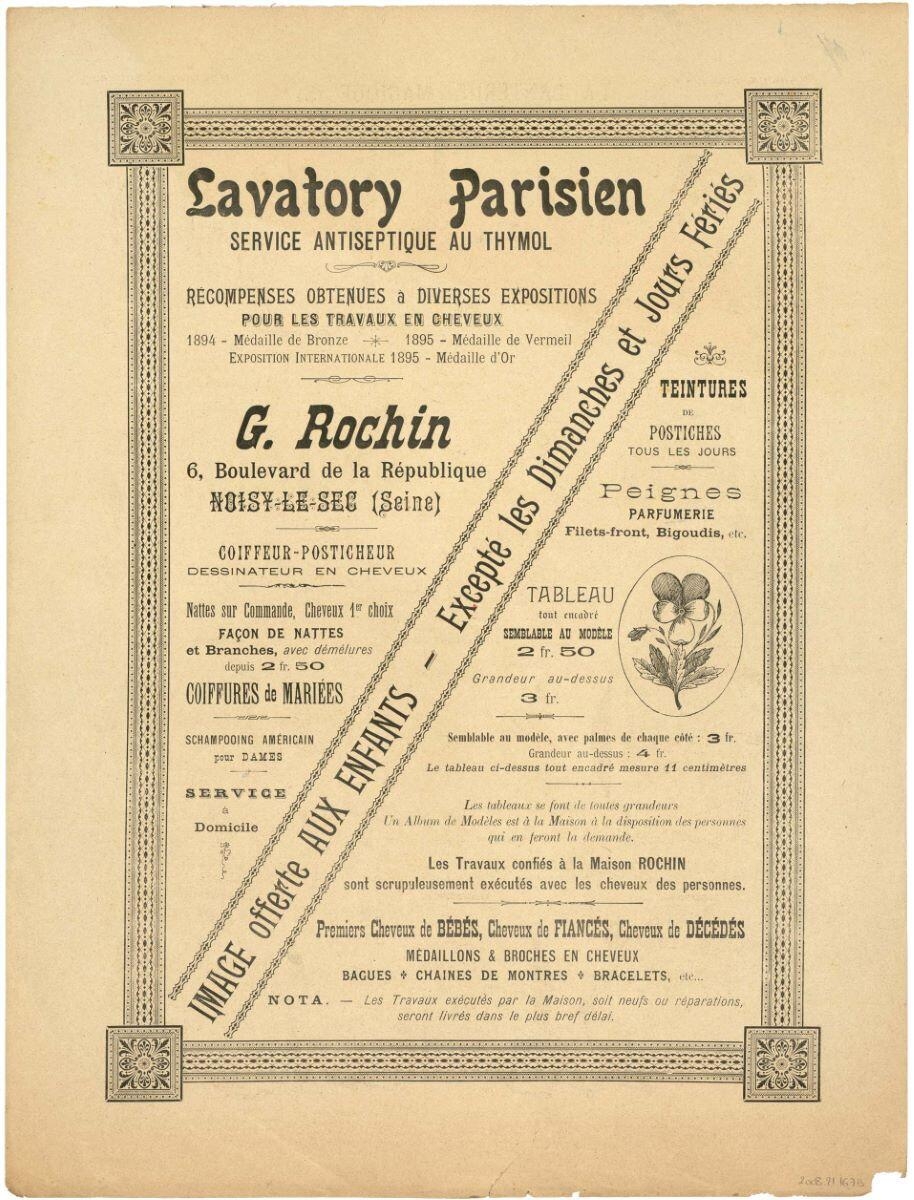 Lavatory Parisien
SERVICE ANTISEPTIQUE AU THYMOL
RÉCOMPENSES OBTENUES à DIVERSES EXPOSITIONS
POUR LES TRAVAUX EN CHEVEUX
1894 - Médaille de Bronze 1895 - Médaille de Vermeil
EXPOSITION INTERNATIONALE 1895 - Médaille d'Or
G. Rochin
6, Boulevard de la République
NOISY-LE-SEC (Seine)
COIFFEUR-POSTICHEUR
DESSINATEUR EN CHEVEUX
Nattes sur Commande, Cheveux 1er choix
FAÇON DE NATTES
et Branches, avec démélures
depuis 2 fr. 50
COIFFURES de MARIÉES
SCHAMPOOING AMÉRICAIN
pour DAMES
SERVICE
à
Domicile
IMAGE offerte AUX ENFANTS - Excepté les Dimanches et Jours Fériés
TEINTURES
DE
POSTICHES
TOUS LES JOURS
Peignes
PARFUMERIE
Filets-front, Bigoudis, etc.
TABLEAU
tout encadré
SEMBLABLE AU MODÈLE
2 fr. 50
Grandeur au-dessus
3 fr.
Semblable au modèle, avec palmes de chaque côté : 3 fr.
Grandeur au-dessus : 4 fr.
Le tableau ci-dessus tout encadré mesure 11 centimètres
Les tableaux se font de toutes grandeurs
Un Album de Modèles est à la Maison à la disposition des personnes
qui en feront la demande.
Les Travaux confiés à la Maison ROCHIN
sont scrupuleusement exécutés avec les cheveux des personnes.
Premiers Cheveux de BÉBÉS, Cheveux de FIANCÉS, Cheveux de DÉCÉDÉS
MÉDAILLONS & BROCHES EN CHEVEUX
BAGUES ✦ CHAINES DE MONTRES ✦ BRACELETS, etc...
NOTA. — Les Travaux exécutés par la Maison, soit neufs ou réparations,
seront livrés dans le plus bref délai.